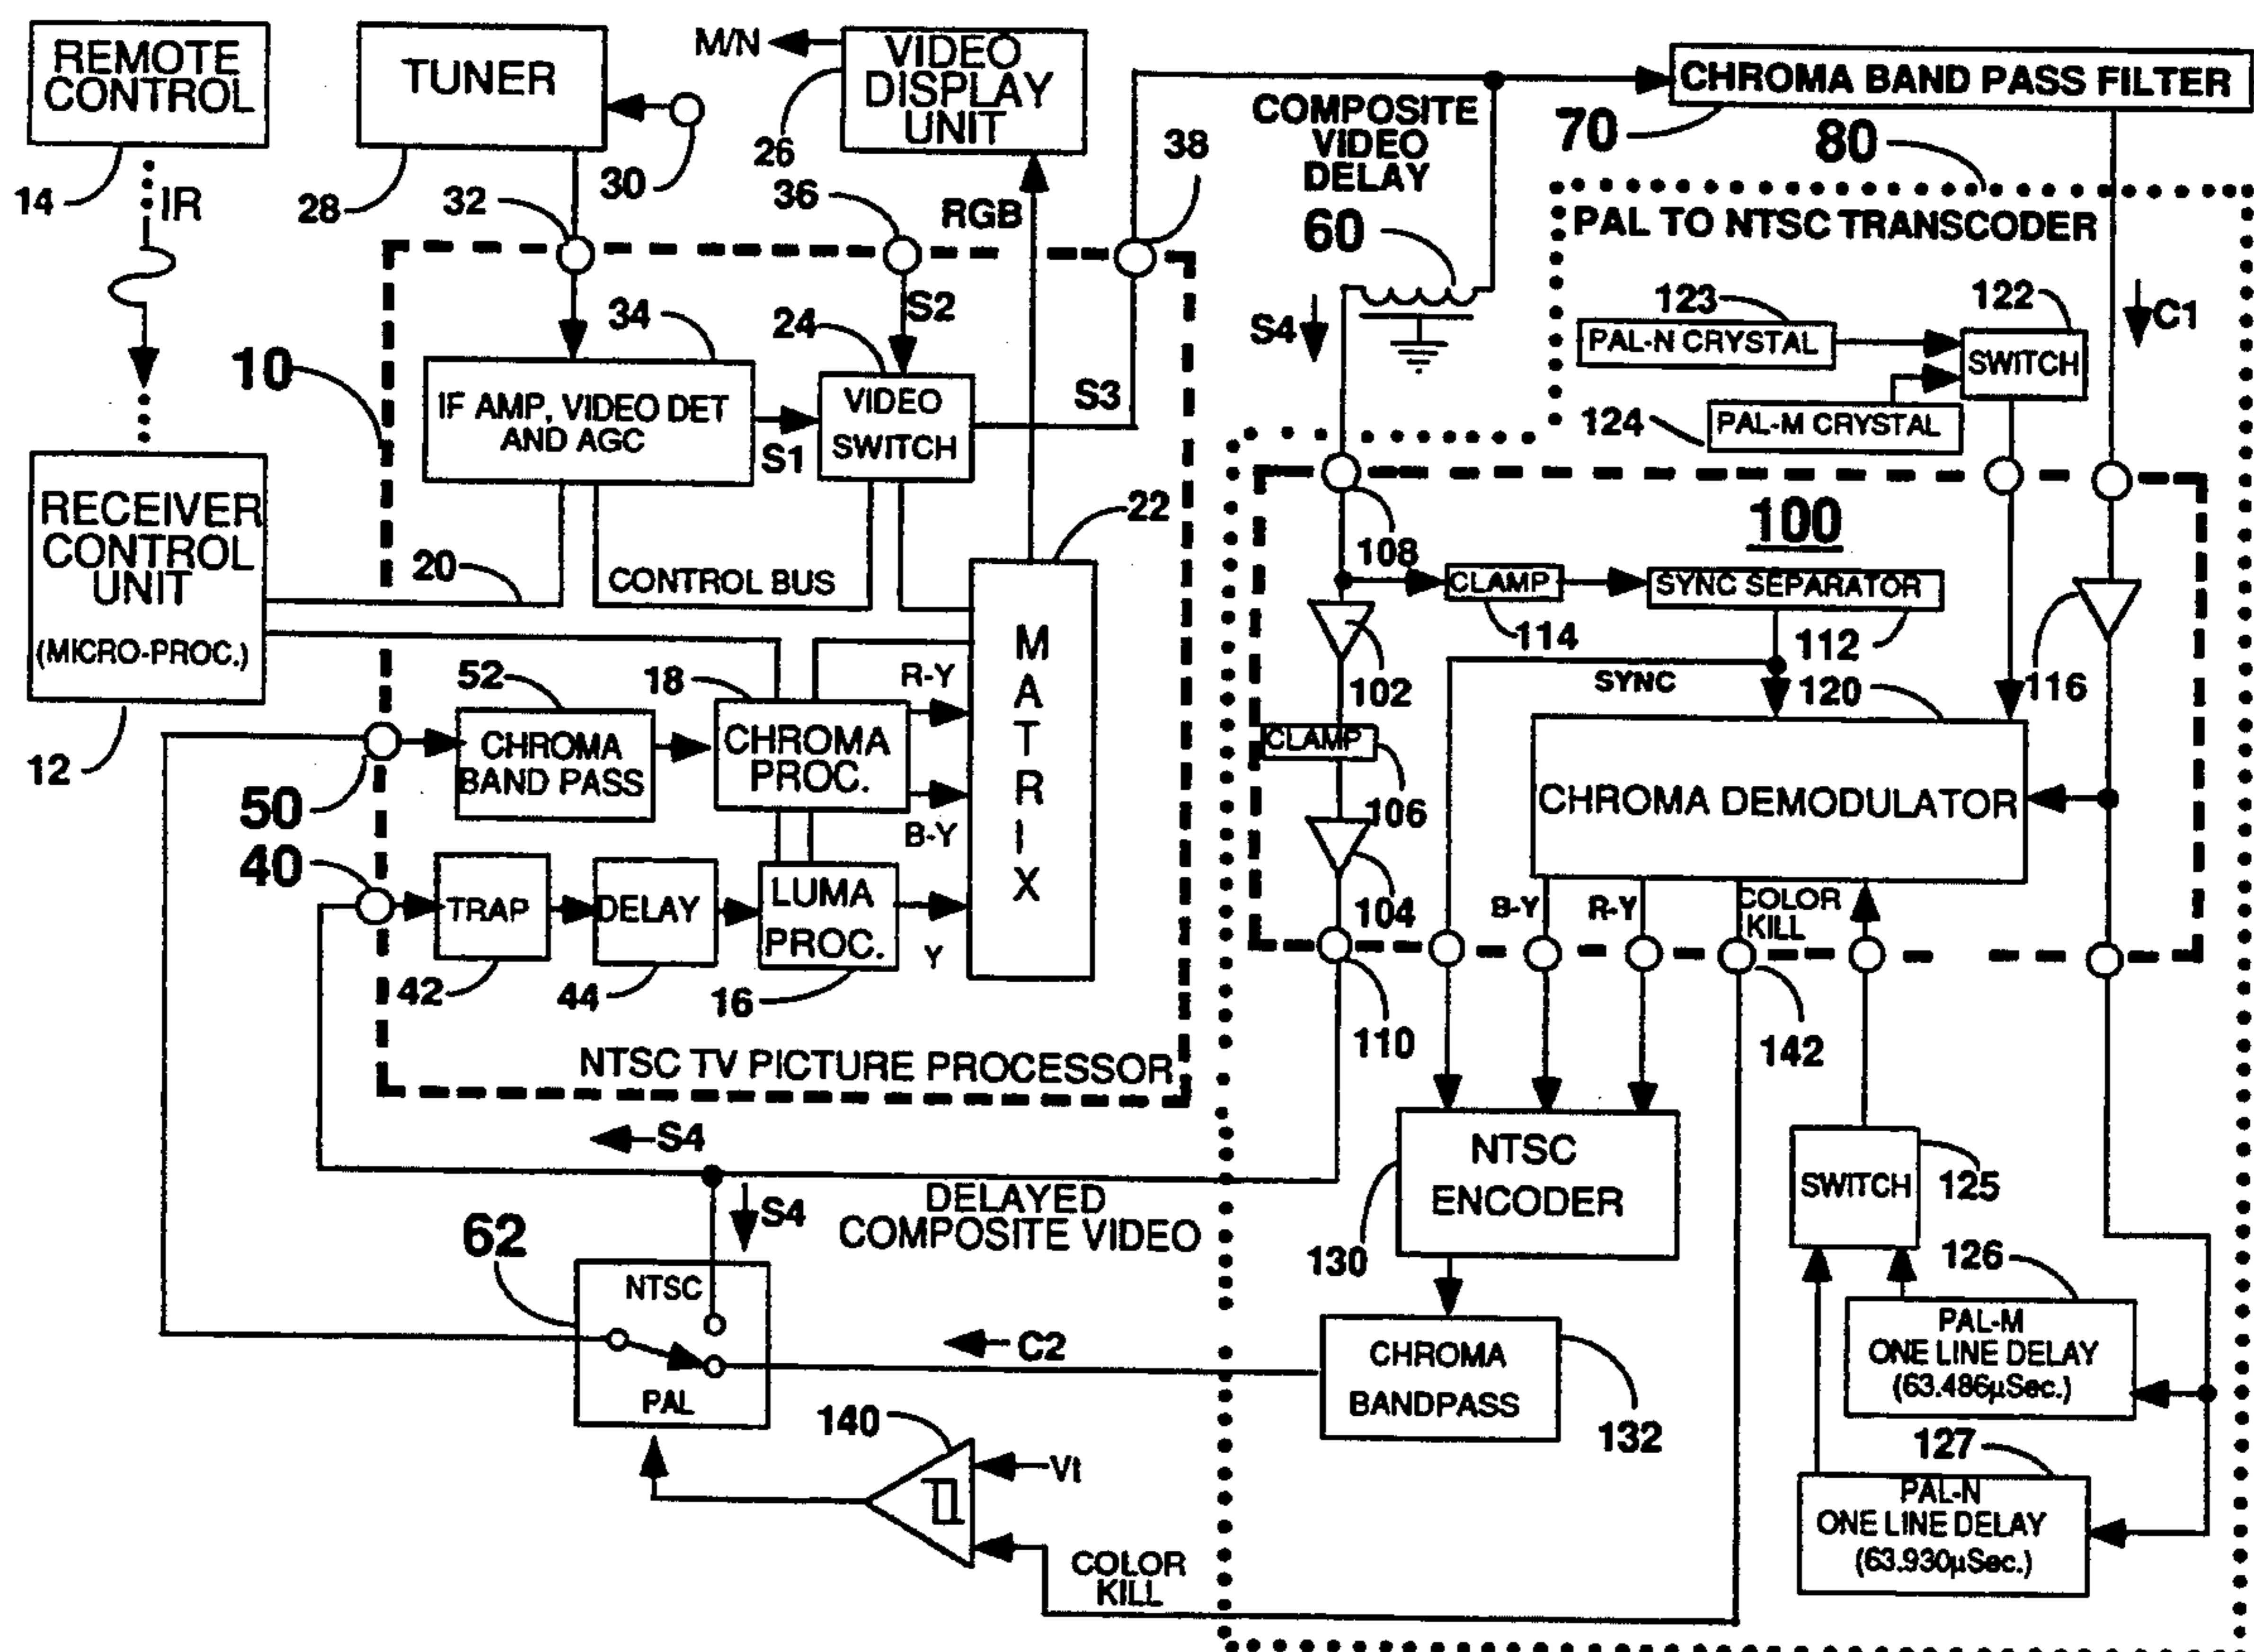 REMOTE
CONTROL
14
IR
TUNER
28
30
32
M/N
VIDEO
DISPLAY
UNIT
26
36
RGB
38
COMPOSITE
VIDEO
DELAY
60
S4
CHROMA BAND PASS FILTER
70
80
PAL TO NTSC TRANSCODER
123
PAL-N CRYSTAL
122
SWITCH
C1
124
PAL-M CRYSTAL
10
34
IF AMP, VIDEO DET
AND AGC
S1
S2
24
VIDEO
SWITCH
S3
RECEIVER
CONTROL
UNIT
(MICRO-PROC.)
12
20
CONTROL BUS
22
MATRIX
52
CHROMA
BAND PASS
18
CHROMA
PROC.
R-Y
B-Y
50
40
TRAP
42
DELAY
44
LUMA
PROC.
16
Y
NTSC TV PICTURE PROCESSOR
100
108
CLAMP
114
SYNC SEPARATOR
112
SYNC
102
CLAMP
106
104
110
120
CHROMA DEMODULATOR
116
B-Y
R-Y
COLOR
KILL
142
S4
S4
DELAYED
COMPOSITE VIDEO
62
NTSC
PAL
C2
140
Vt
COLOR
KILL
NTSC
ENCODER
130
CHROMA
BANDPASS
132
SWITCH
125
126
PAL-M
ONE LINE DELAY
(63.486µSec.)
127
PAL-N
ONE LINE DELAY
(63.930µSec.)